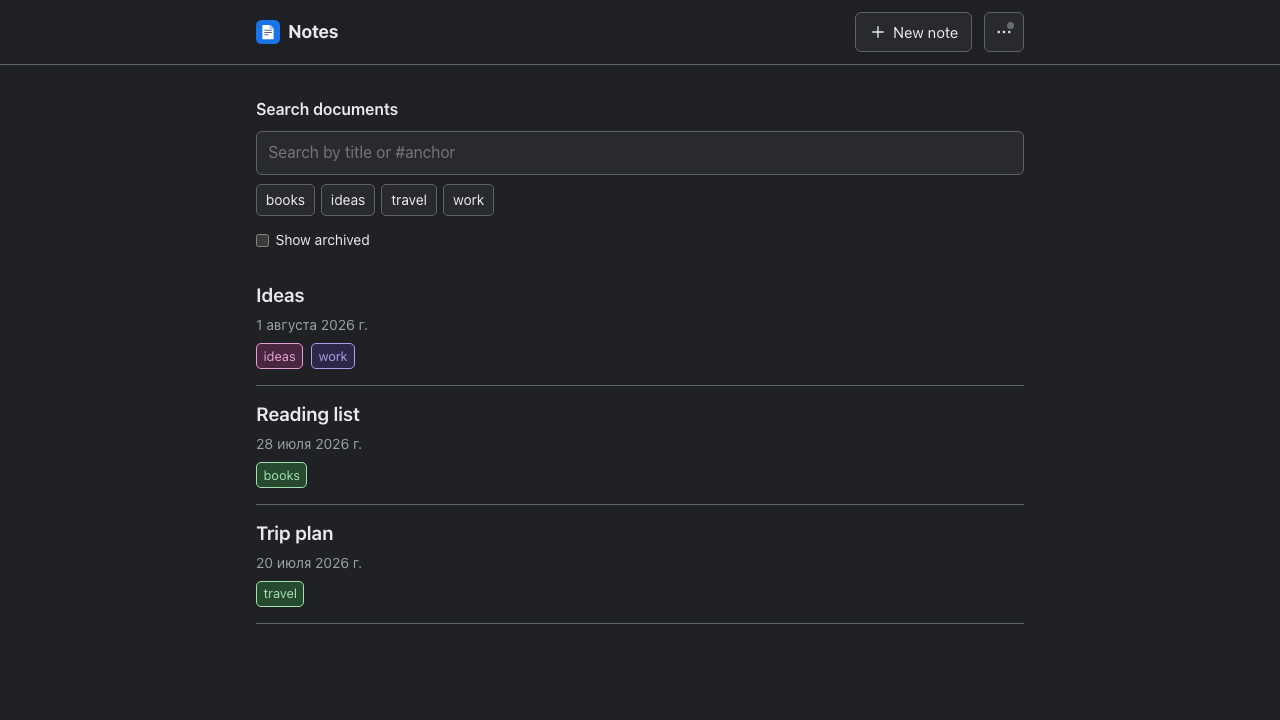 Notes
New note
Search documents
Search by title or #anchor
books ideas travel work
Show archived
Ideas
1 августа 2026 г.
ideas work
Reading list
28 июля 2026 г.
books
Trip plan
20 июля 2026 г.
travel